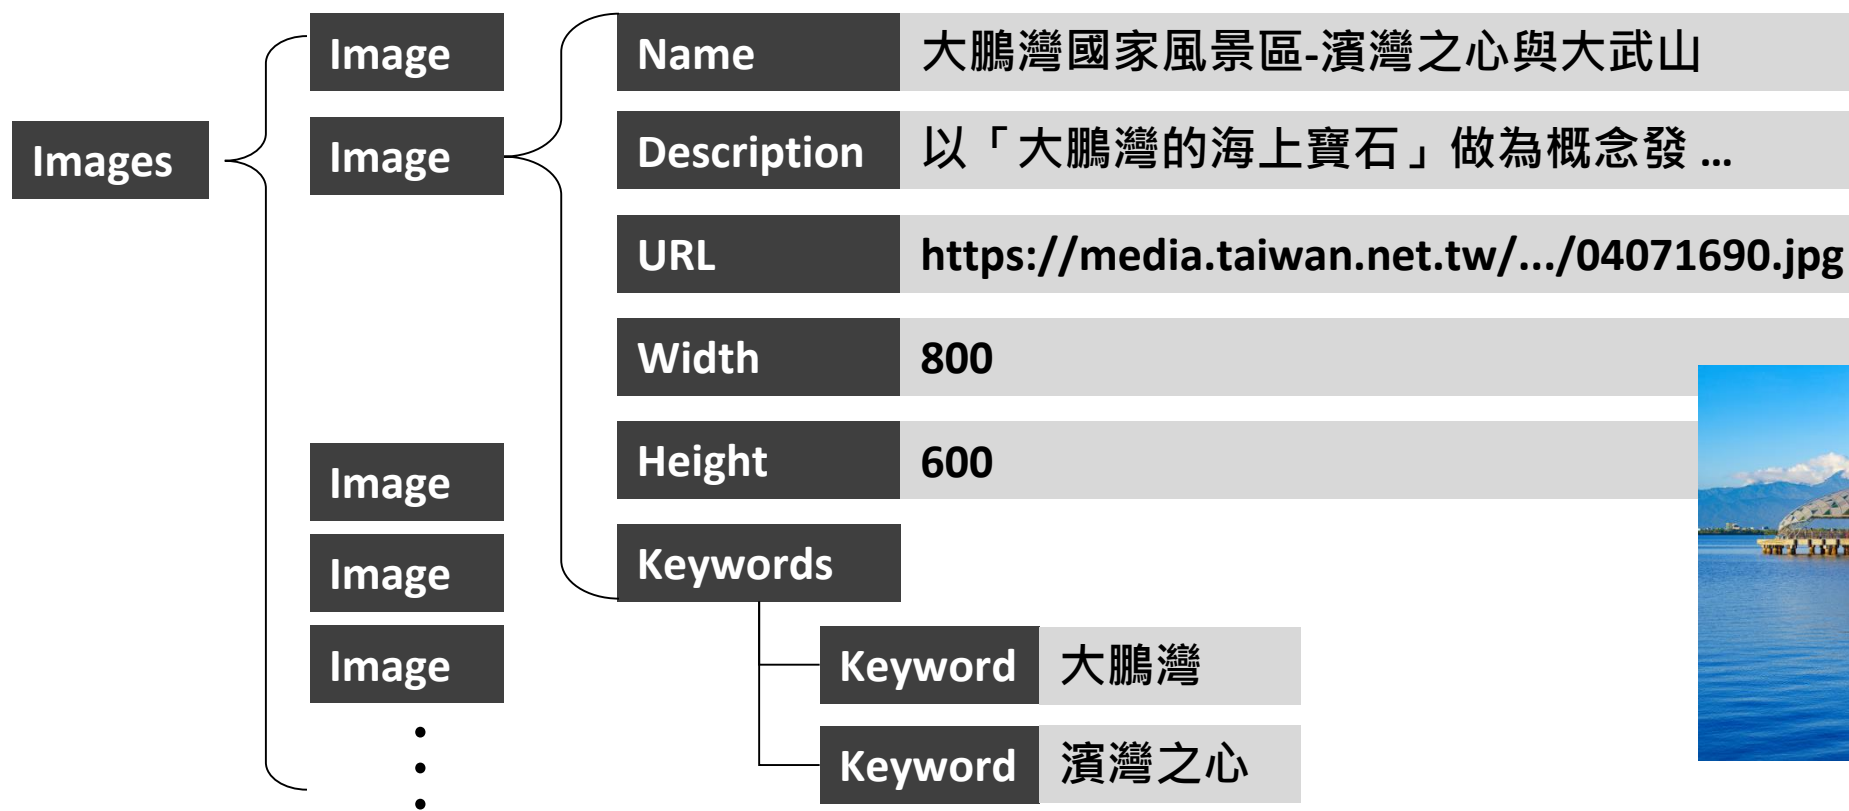 Images
Image
Image
Image
Image
Image
Name 大鵬灣國家風景區-濱灣之心與大武山
Description 以「大鵬灣的海上寶石」做為概念發 ...
URL https://media.taiwan.net.tw/.../04071690.jpg
Width 800
Height 600
Keywords
Keyword 大鵬灣
Keyword 濱灣之心